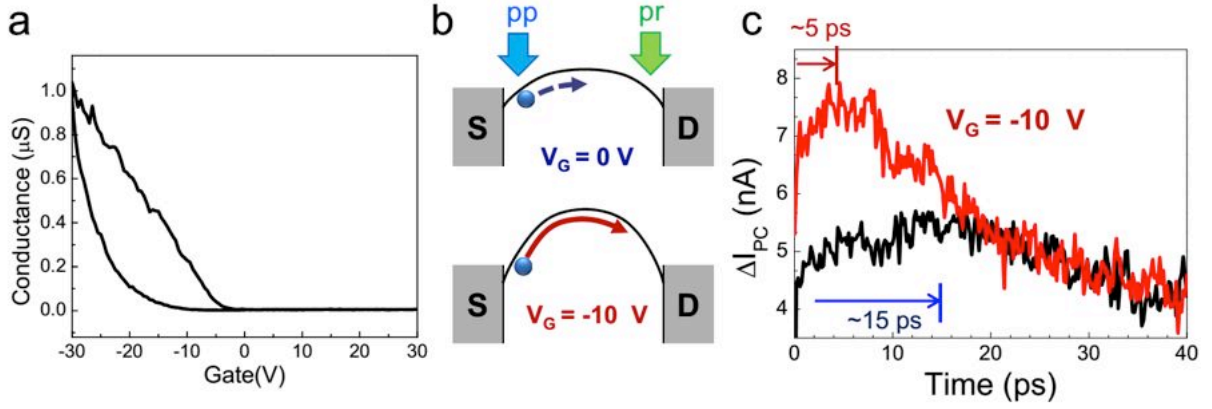 a
1.0
0.8
0.6
0.4
0.2
0.0
Conductance (μS)
-30 -20 -10 0 10 20 30
Gate(V)
b
pp pr
S D
V_G = 0 V
S D
V_G = -10 V
c
~5 ps
8
7
6
5
4
ΔI_PC (nA)
V_G = -10 V
~15 ps
0 10 20 30 40
Time (ps)